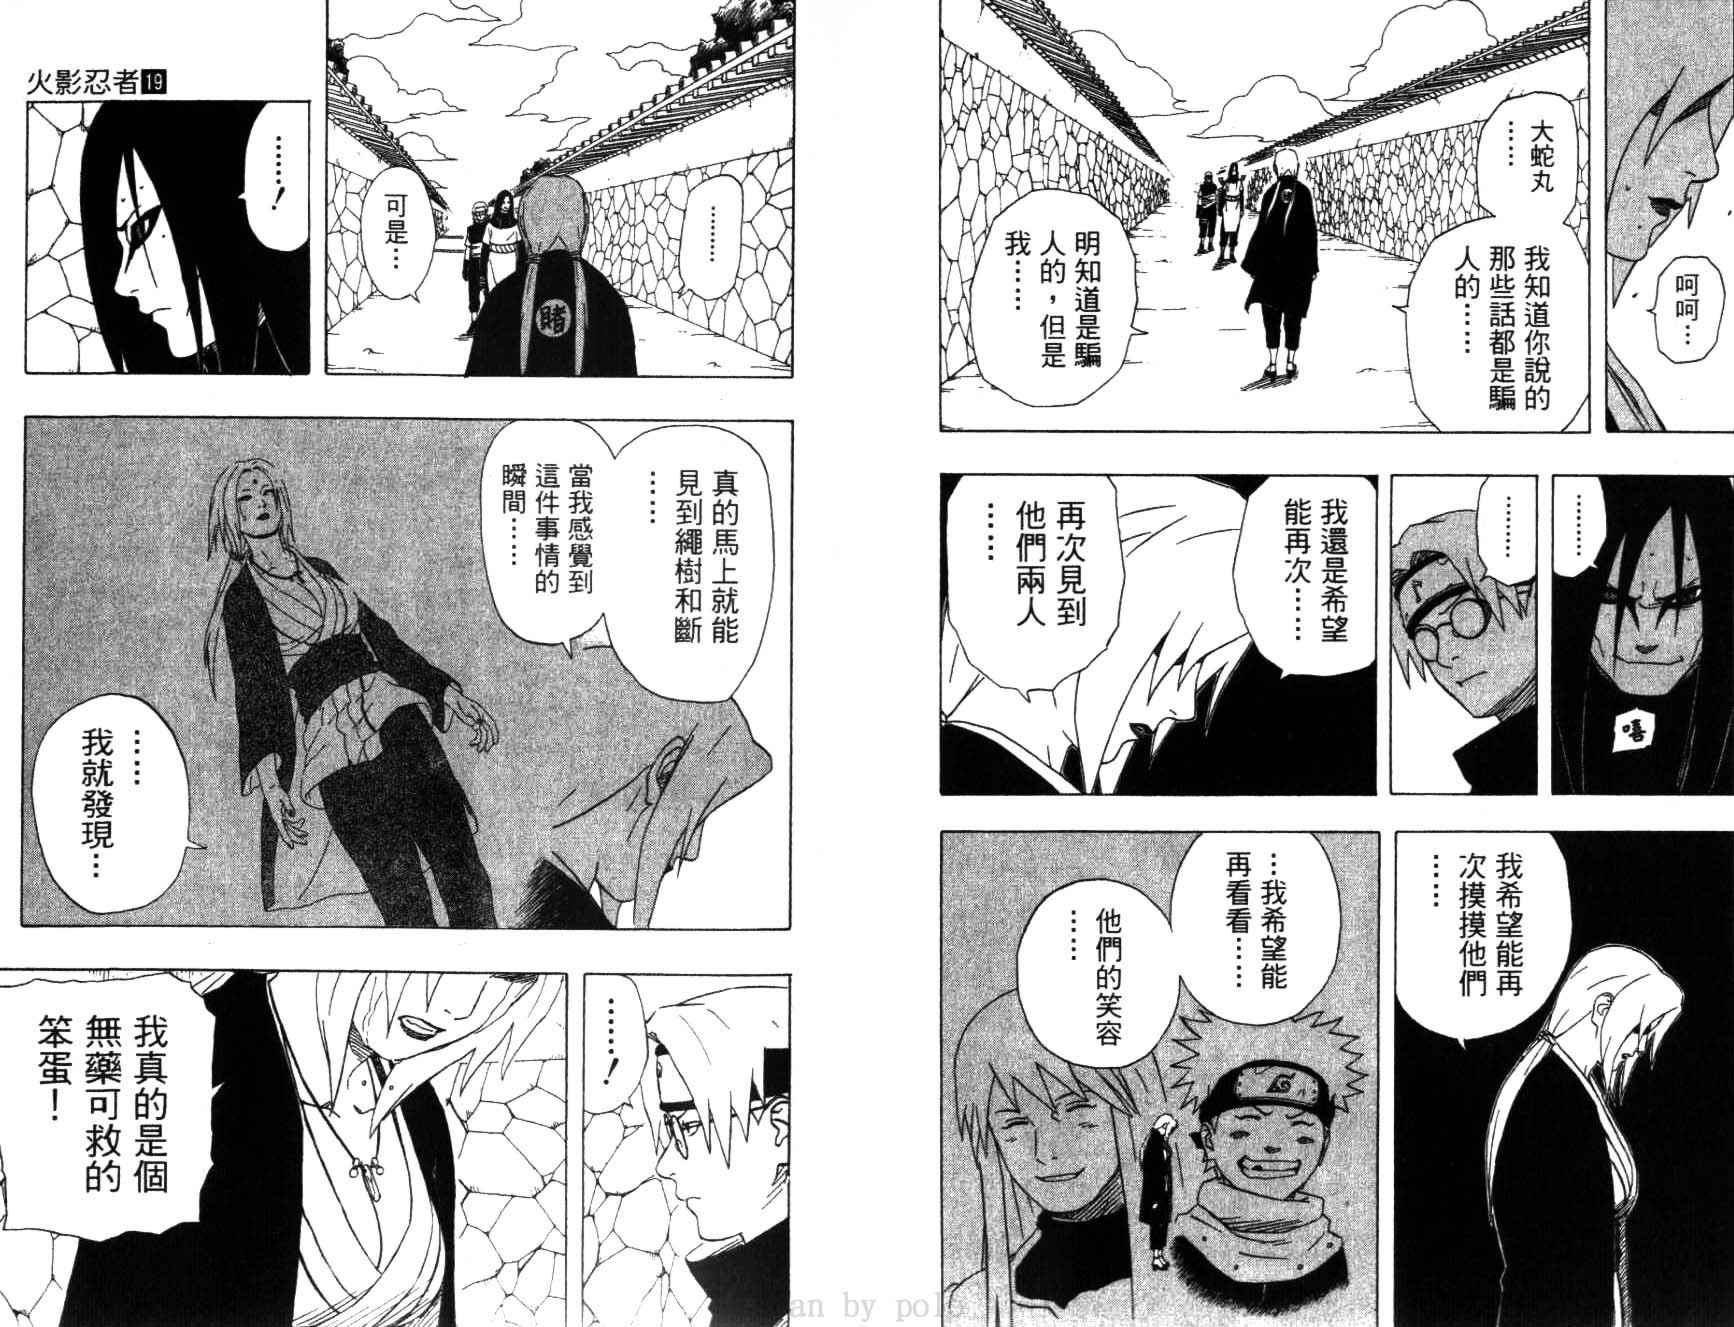 呵呵…
大蛇丸
……
我知道你說的
那些話都是騙
人的……
明知道是騙
人的，但是
我……
……
嘻
……
我還是希望
能再次……
再次見到
他們兩人
……
我希望能再
次摸摸他們
……
…我希望能
再看看……
他們的笑容
……
火影忍者19
………
可是…
賭
……！
真的馬上就能
見到繩樹和斷
……
當我感覺到
這件事情的
瞬間……
……
我就發現…
……！
我真的是個
無藥可救的
笨蛋！
an by pol